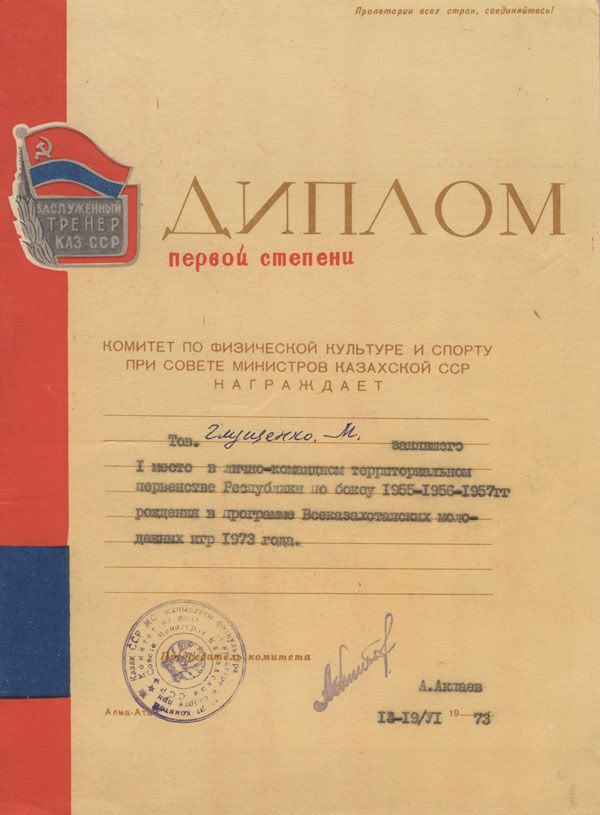 Пролетарии всех стран, соединяйтесь!
ЗАСЛУЖЕННЫЙ
ТРЕНЕР
КАЗ ССР
ДИПЛОМ
первой степени
КОМИТЕТ ПО ФИЗИЧЕСКОЙ КУЛЬТУРЕ И СПОРТУ
ПРИ СОВЕТЕ МИНИСТРОВ КАЗАХСКОЙ ССР
НАГРАЖДАЕТ
Тов. Глущенко, М. занявшего
I место в лично-командном территориальном
первенстве Республики по боксу 1955-1956-1957гг
рождения в программе Всеказахстанских моло-
дежных игр 1973 года.
Председатель комитета
А.Акпаев
Алма-Ата
13-19/VI 19 73